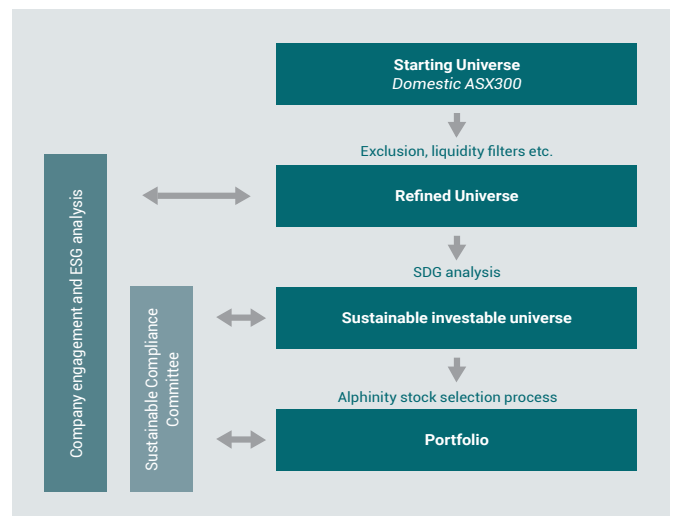 Starting Universe
Domestic ASX300
Exclusion, liquidity filters etc.
Refined Universe
SDG analysis
Sustainable investable universe
Alphinity stock selection process
Portfolio
Company engagement and ESG analysis
Sustainable Compliance
Committee